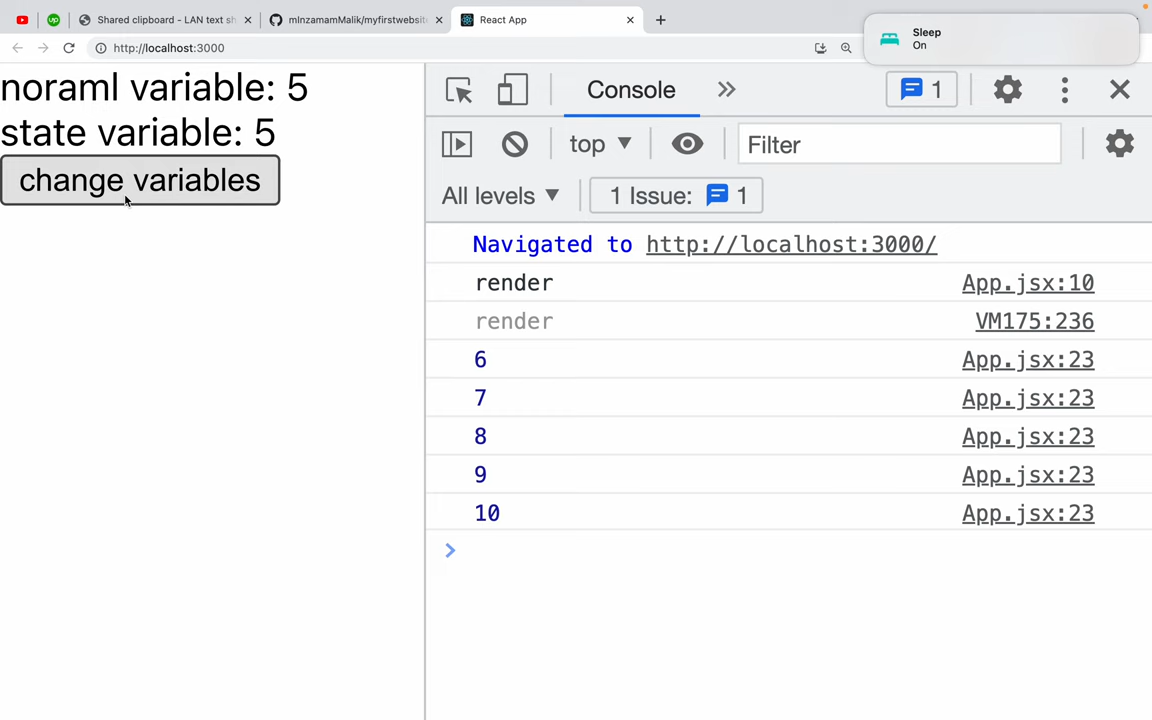 Shared clipboard - LAN text sh
mInzamamMalik/myfirstwebsite
React App
Sleep
On
http://localhost:3000
noraml variable: 5
state variable: 5
change variables
Console
1
top
Filter
All levels
1 Issue:
1
Navigated to http://localhost:3000/
render App.jsx:10
render VM175:236
6 App.jsx:23
7 App.jsx:23
8 App.jsx:23
9 App.jsx:23
10 App.jsx:23